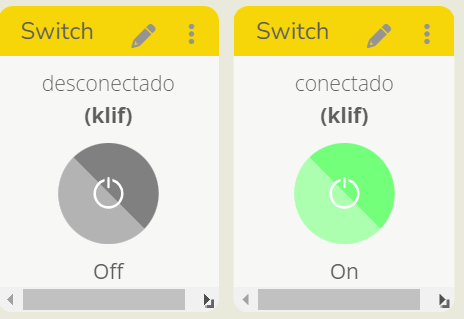 Switch
desconectado
(klif)
Off
Switch
conectado
(klif)
On